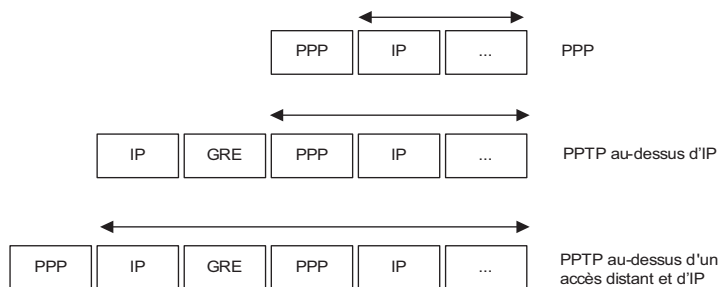 PPP IP ... PPP
IP GRE PPP IP ... PPTP au-dessus d'IP
PPP IP GRE PPP IP ... PPTP au-dessus d'un
accès distant et d'IP